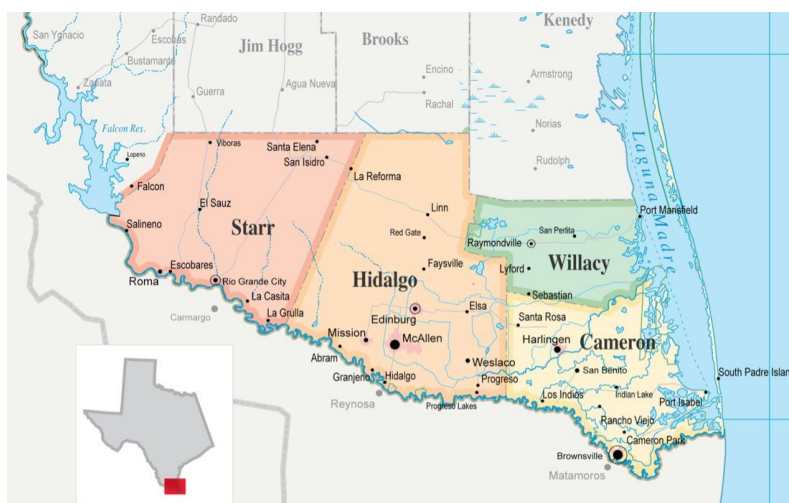 Kenedy
San Ygnacio
Escobas
Randado
Jim Hogg
Brooks
Bustamante
Zapata
Guerra
Agua Nueva
Encino
Rachal
Armstrong
Norias
Rudolph
Falcon Res.
Lopeno
Viboras
Santa Elena
San Isidro
La Reforma
Falcon
El Sauz
Salineno
Starr
Linn
Red Gate
Laguna Madre
Port Mansfield
San Perlita
Raymondville
Willacy
Escobares
Roma
Rio Grande City
Faysville
Hidalgo
Lyford
Sebastian
La Casita
Camargo
La Grulla
Edinburg
Elsa
Santa Rosa
Cameron
Mission
McAllen
Harlingen
Abram
Weslaco
San Benito
South Padre Islan
Granjeno
Hidalgo
Progreso
Indian Lake
Port Isabel
Reynosa
Progreso Lakes
Los Indios
Rancho Viejo
Cameron Park
Brownsville
Matamoros